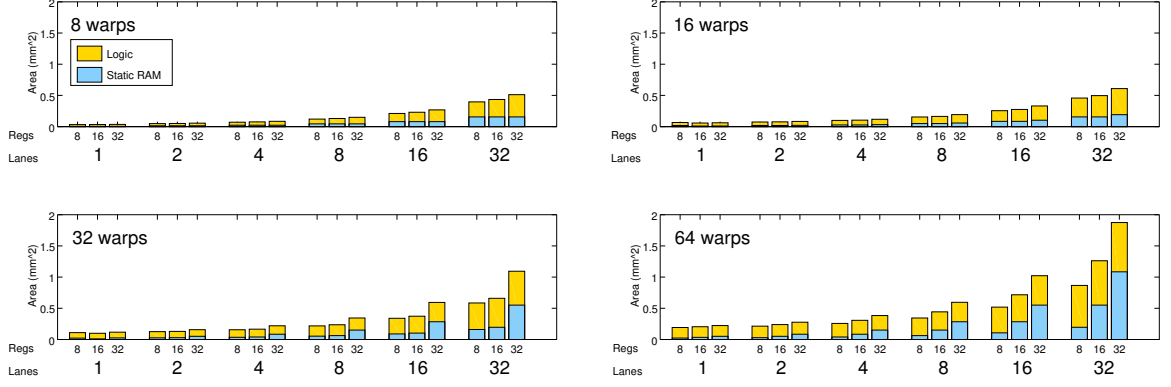 8 warps
Logic
Static RAM
Area (mm^2)
2
1.5
1
0.5
0
Regs 8 16 32 8 16 32 8 16 32 8 16 32 8 16 32 8 16 32
Lanes 1 2 4 8 16 32
16 warps
Area (mm^2)
2
1.5
1
0.5
0
Regs 8 16 32 8 16 32 8 16 32 8 16 32 8 16 32 8 16 32
Lanes 1 2 4 8 16 32
32 warps
Area (mm^2)
2
1.5
1
0.5
0
Regs 8 16 32 8 16 32 8 16 32 8 16 32 8 16 32 8 16 32
Lanes 1 2 4 8 16 32
64 warps
Area (mm^2)
2
1.5
1
0.5
0
Regs 8 16 32 8 16 32 8 16 32 8 16 32 8 16 32 8 16 32
Lanes 1 2 4 8 16 32